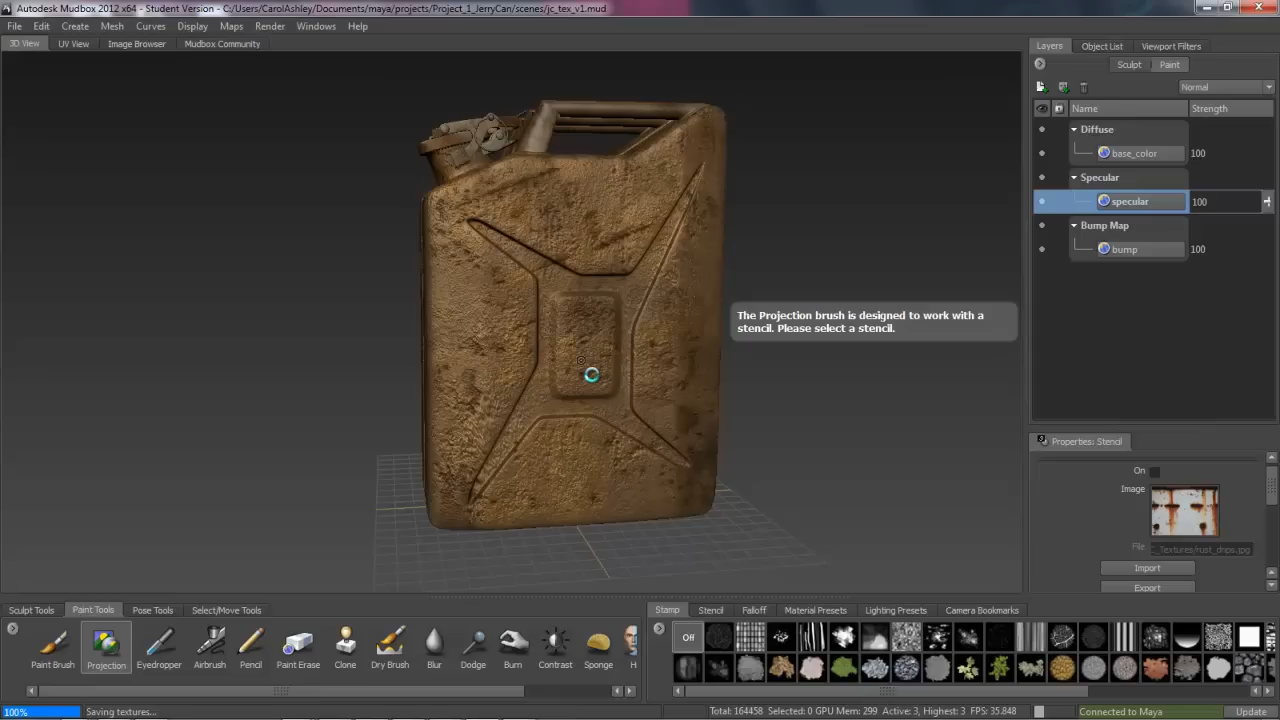 Autodesk Mudbox 2012 x64 - Student Version - C:/Users/CarolAshley/Documents/maya/projects/Project_1_JerryCan/scenes/jc_tex_v1.mud
File Edit Create Mesh Curves Display Maps Render Windows Help
3D View UV View Image Browser Mudbox Community
Layers Object List Viewport Filters
Sculpt Paint
Normal
Name Strength
Diffuse
base_color 100
Specular
specular 100
Bump Map
bump 100
The Projection brush is designed to work with a
stencil. Please select a stencil.
Properties: Stencil
On
Image
File _Textures/rust_drips.jpg
Import
Export
Sculpt Tools Paint Tools Pose Tools Select/Move Tools
Stamp Stencil Falloff Material Presets Lighting Presets Camera Bookmarks
Off
Paint Brush Projection Eyedropper Airbrush Pencil Paint Erase Clone Dry Brush Blur Dodge Burn Contrast Sponge H
100% Saving textures...
Total: 164458 Selected: 0 GPU Mem: 299 Active: 3, Highest: 3 FPS: 35.848
Connected to Maya Update